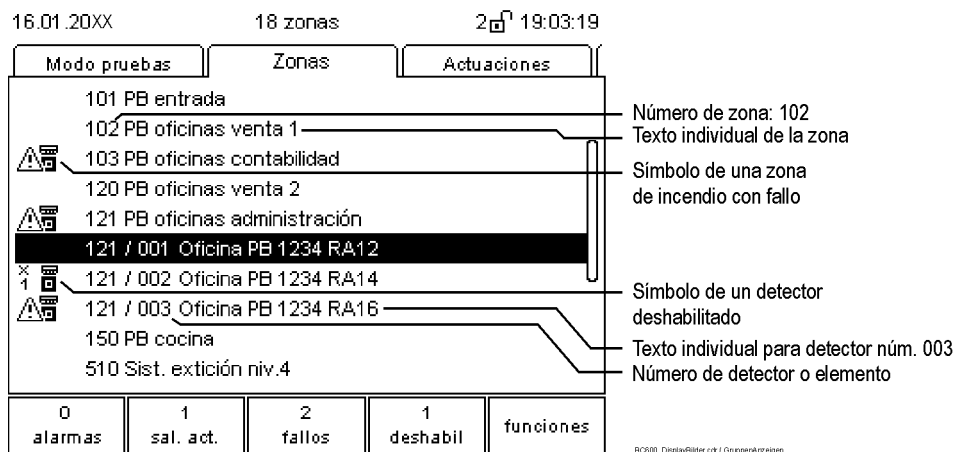 16.01.20XX 18 zonas 2 19:03:19
Modo pruebas Zonas Actuaciones
101 PB entrada
102 PB oficinas venta 1
103 PB oficinas contabilidad
120 PB oficinas venta 2
121 PB oficinas administración
121 / 001 Oficina PB 1234 RA12
× 1 121 / 002 Oficina PB 1234 RA14
121 / 003 Oficina PB 1234 RA16
150 PB cocina
510 Sist. extición niv.4
0 alarmas
1 sal. act.
2 fallos
1 deshabil
funciones
Número de zona: 102
Texto individual de la zona
Símbolo de una zona
de incendio con fallo
Símbolo de un detector
deshabilitado
Texto individual para detector núm. 003
Número de detector o elemento
BC600_DisplayBilder.cdr / GruppenAnzeigen